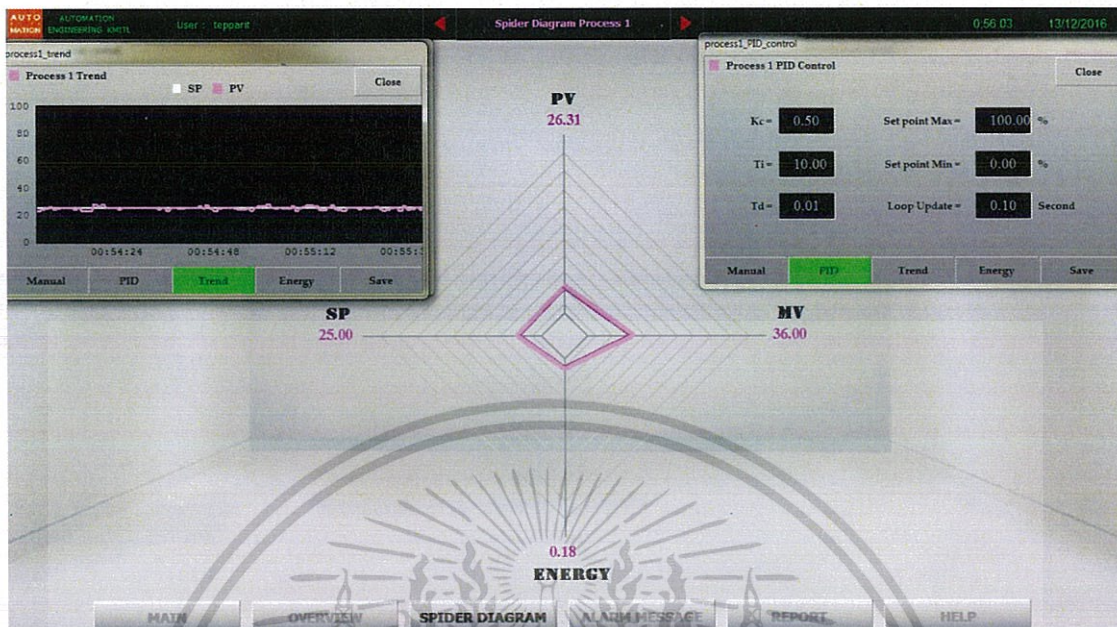 AUTO MATION AUTOMATION ENGINEERING KMITL User : tepparit Spider Diagram Process 1 0:56:03 13/12/2016
process1_trend
Process 1 Trend
SP PV
Close
100
80
60
40
20
0
00:54:24 00:54:48 00:55:12
Manual PID Trend Energy Save
process1_PID_control
Process 1 PID Control
Close
Kc = 0.50 Set point Max = 100.00 %
Ti = 10.00 Set point Min = 0.00 %
Td = 0.01 Loop Update = 0.10 Second
Manual PID Trend Energy Save
PV
26.31
SP
25.00
MV
36.00
0.18
ENERGY
MAIN OVERVIEW SPIDER DIAGRAM ALARM MESSAGE REPORT HELP